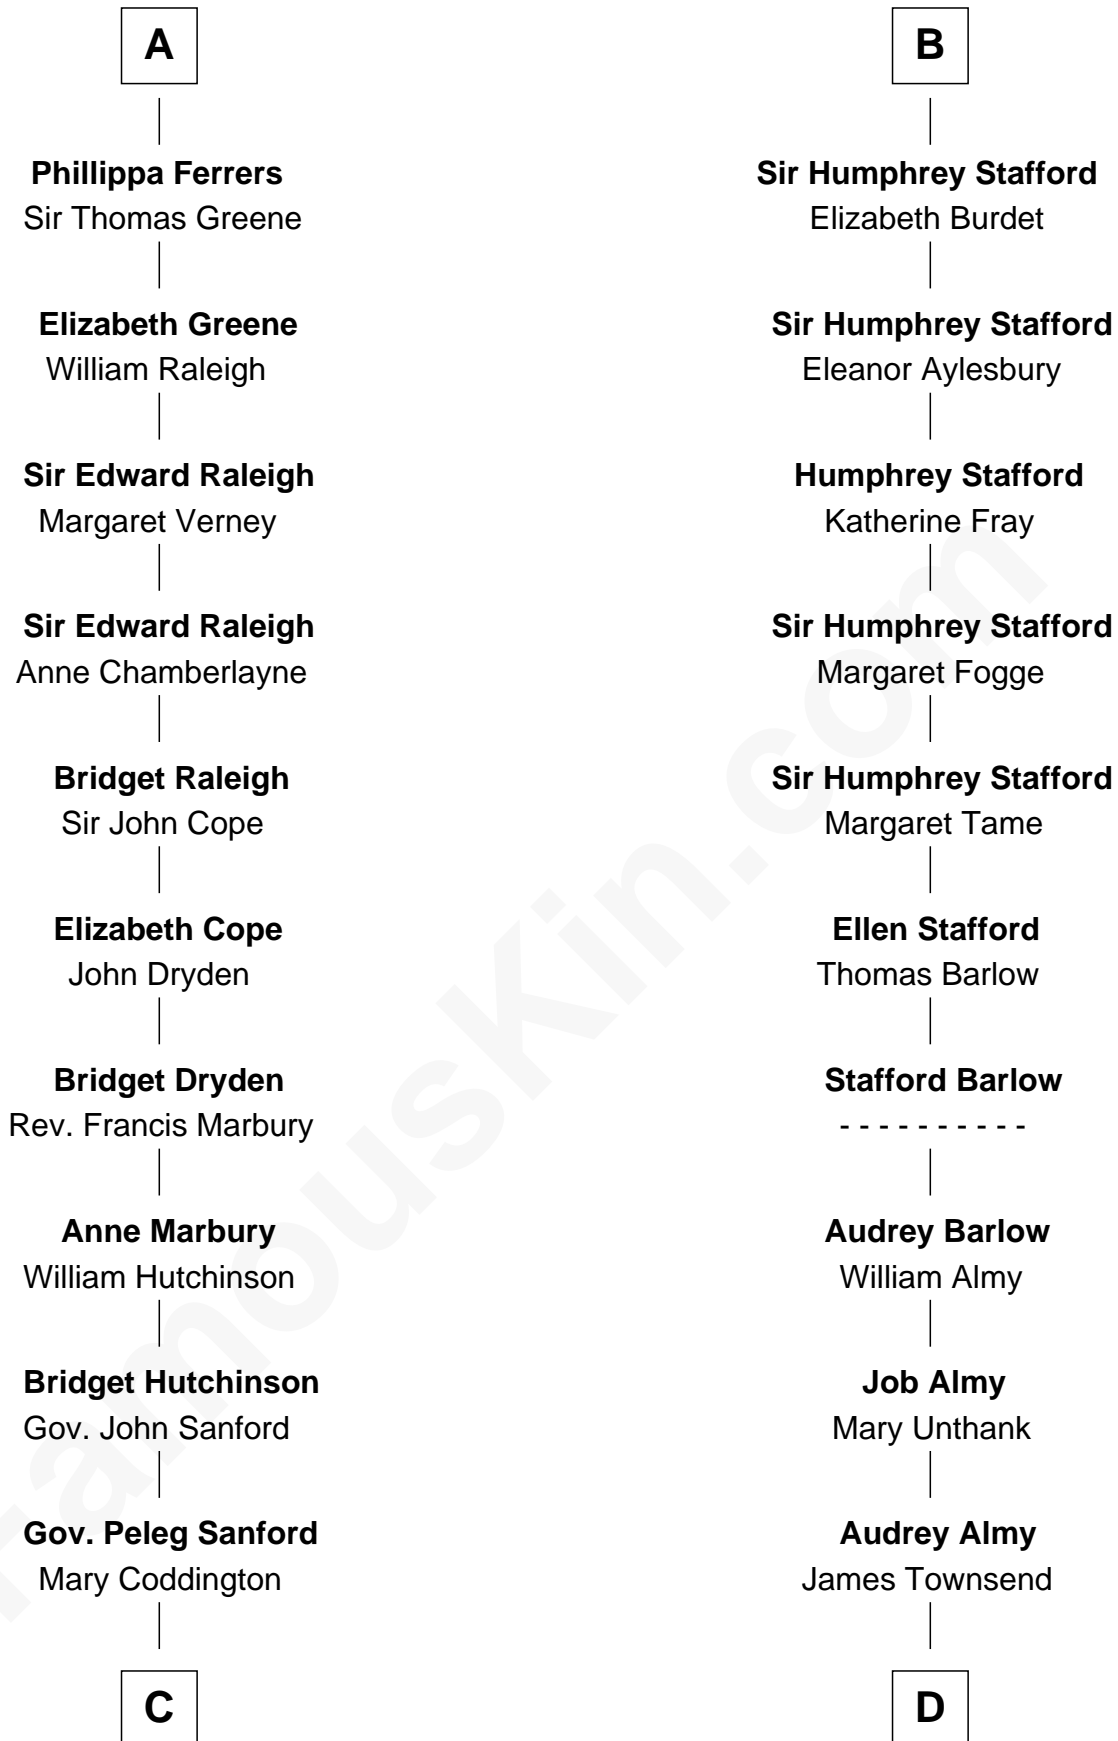 A
Phillippa Ferrers
Sir Thomas Greene
Elizabeth Greene
William Raleigh
Sir Edward Raleigh
Margaret Verney
Sir Edward Raleigh
Anne Chamberlayne
Bridget Raleigh
Sir John Cope
Elizabeth Cope
John Dryden
Bridget Dryden
Rev. Francis Marbury
Anne Marbury
William Hutchinson
Bridget Hutchinson
Gov. John Sanford
Gov. Peleg Sanford
Mary Coddington
C
B
Sir Humphrey Stafford
Elizabeth Burdet
Sir Humphrey Stafford
Eleanor Aylesbury
Humphrey Stafford
Katherine Fray
Sir Humphrey Stafford
Margaret Fogge
Sir Humphrey Stafford
Margaret Tame
Ellen Stafford
Thomas Barlow
Stafford Barlow
- - - - - - - - - -
Audrey Barlow
William Almy
Job Almy
Mary Unthank
Audrey Almy
James Townsend
D
FamousKin.com